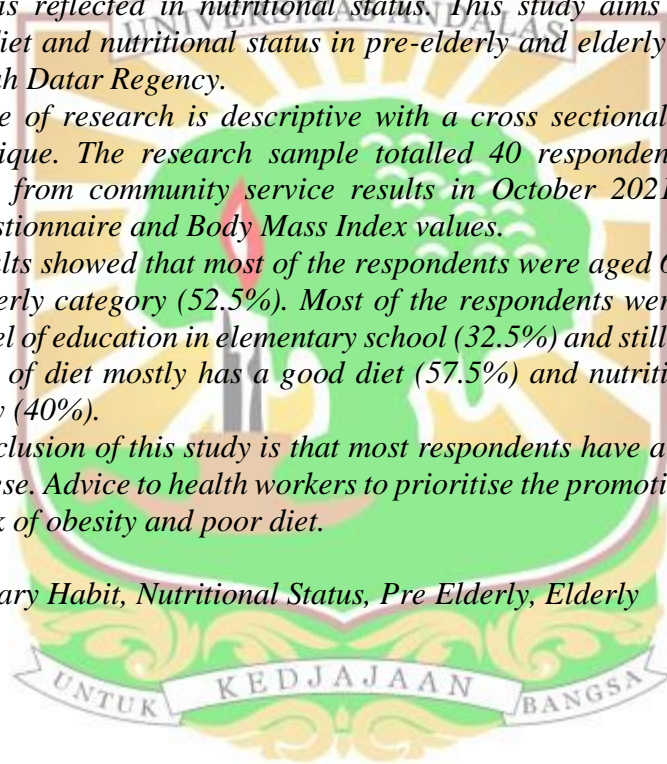 is reflected in nutritional status. This study aims
UNIVERSITAS ANDALAS
diet and nutritional status in pre-elderly and elderly
ah Datar Regency.
e of research is descriptive with a cross sectional
ique. The research sample totalled 40 responden
from community service results in October 2021
stionnaire and Body Mass Index values.
ults showed that most of the respondents were aged 6
erly category (52.5%). Most of the respondents wer
el of education in elementary school (32.5%) and still
of diet mostly has a good diet (57.5%) and nutriti
y (40%).
clusion of this study is that most respondents have a
ese. Advice to health workers to prioritise the promoti
k of obesity and poor diet.
ary Habit, Nutritional Status, Pre Elderly, Elderly
UNTUK KEDJAJAAN BANGSA